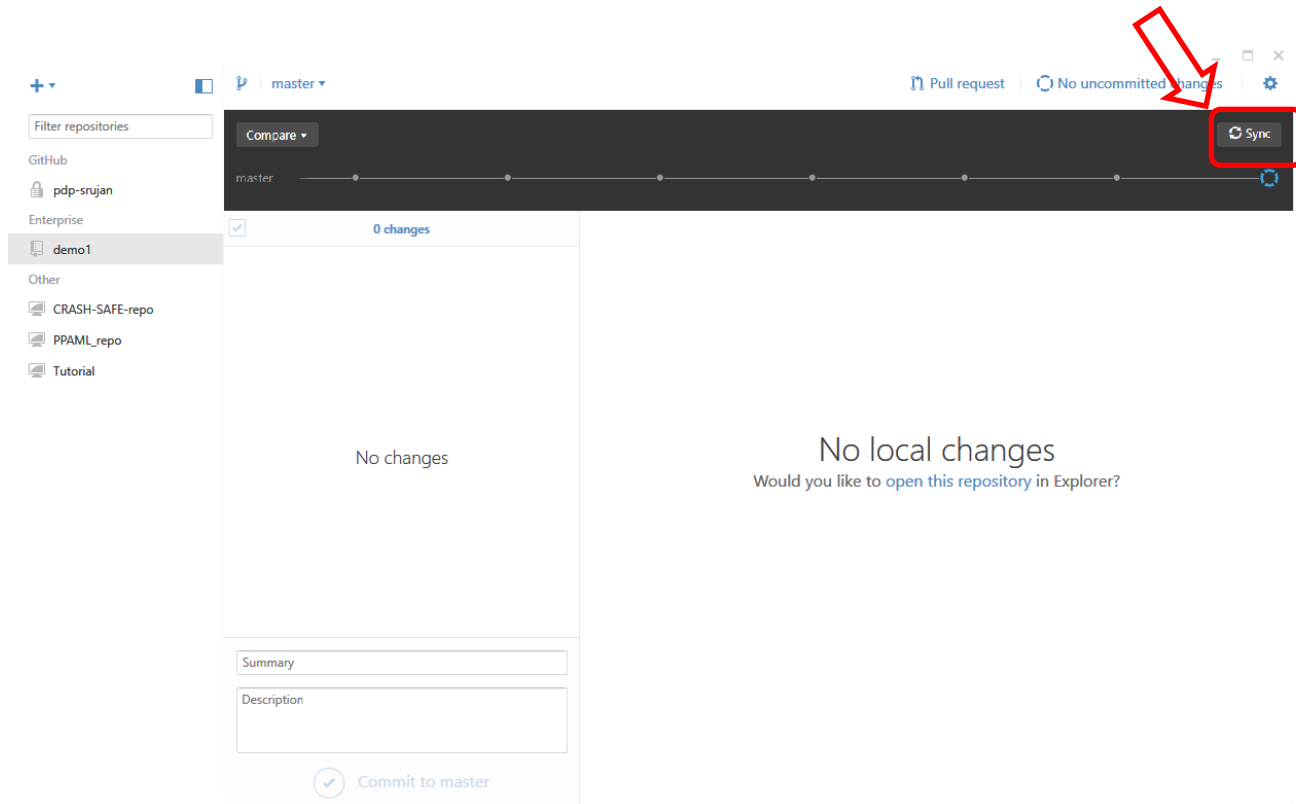 master
Pull request
No uncommitted changes
Filter repositories
Compare
Sync
GitHub
master
pdp-srujan
Enterprise
0 changes
demo1
Other
CRASH-SAFE-repo
PPAML_repo
Tutorial
No changes
No local changes
Would you like to open this repository in Explorer?
Summary
Description
Commit to master